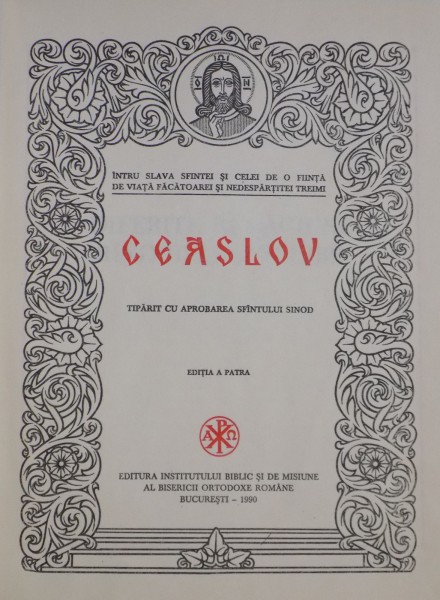 O Ѡ N
ÎNTRU SLAVA SFINTEI ȘI CELEI DE O FIINȚĂ
DE VIAȚĂ FĂCĂTOAREI ȘI NEDESPĂRȚITEI TREIMI
CEASLOV
TIPĂRIT CU APROBAREA SFÎNTULUI SINOD
EDIȚIA A PATRA
Α ☧ Ω
EDITURA INSTITUTULUI BIBLIC ȘI DE MISIUNE
AL BISERICII ORTODOXE ROMÂNE
BUCUREȘTI – 1990